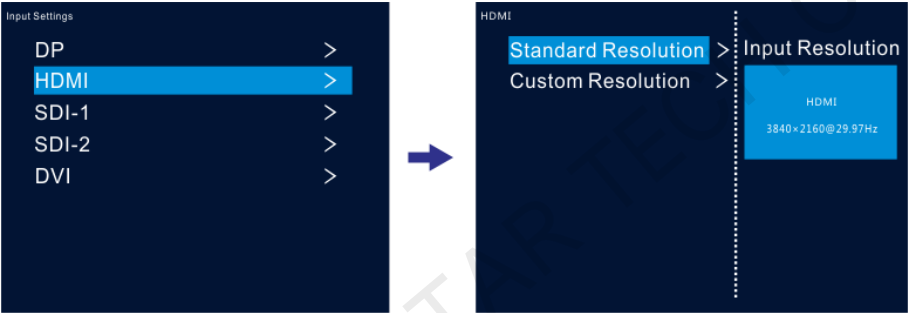 Input Settings
DP >
HDMI >
SDI-1 >
SDI-2 >
DVI >
HDMI
Standard Resolution >
Custom Resolution >
Input Resolution
HDMI
3840×2160@29.97Hz